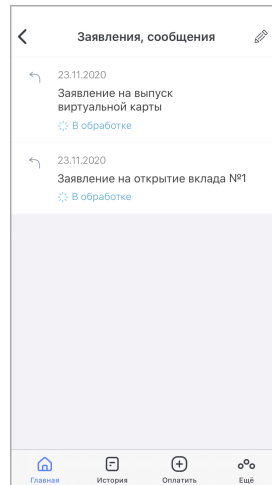 Заявления, сообщения
23.11.2020
Заявление на выпуск
виртуальной карты
В обработке
23.11.2020
Заявление на открытие вклада №1
В обработке
Главная История Оплатить Ещё